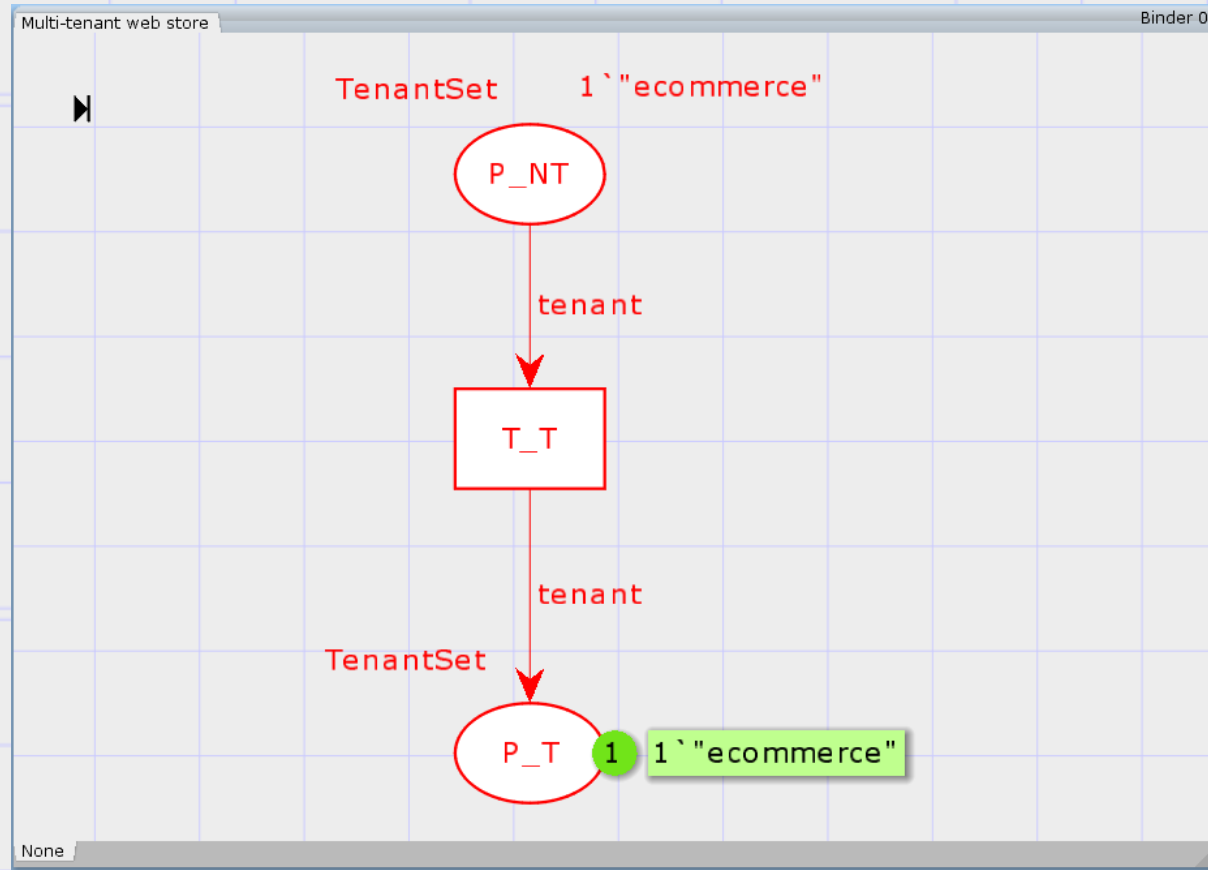 Multi-tenant web store
Binder 0
TenantSet 1`"ecommerce"
P_NT
tenant
T_T
tenant
TenantSet
P_T 1 1`"ecommerce"
None